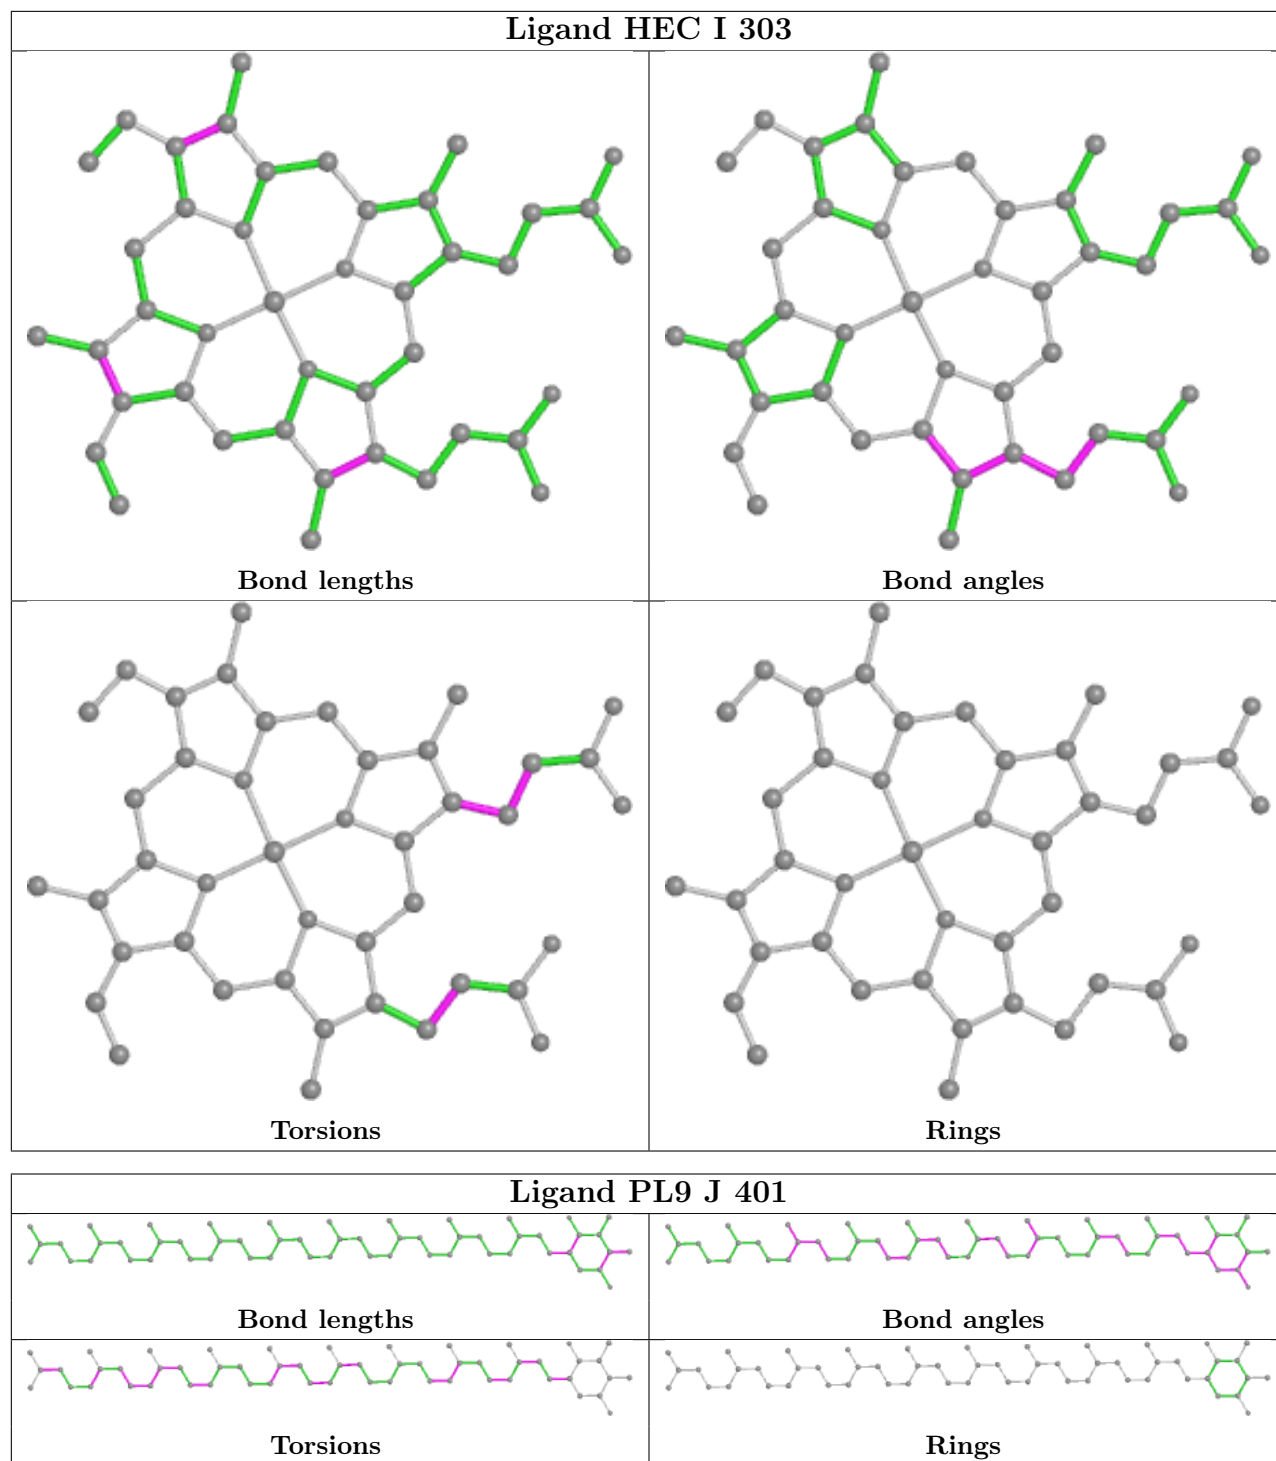 Ligand HEC I 303
Bond lengths
Bond angles
Torsions
Rings
Ligand PL9 J 401
Bond lengths
Bond angles
Torsions
Rings